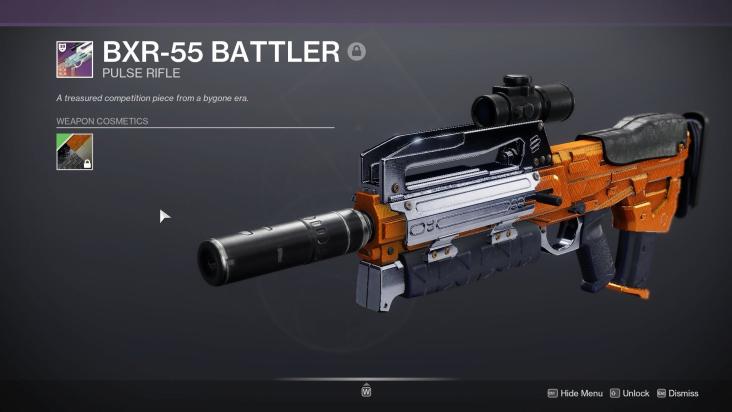 BXR-55 BATTLER
PULSE RIFLE
A treasured competition piece from a bygone era.
WEAPON COSMETICS
W
Hide Menu Unlock Dismiss